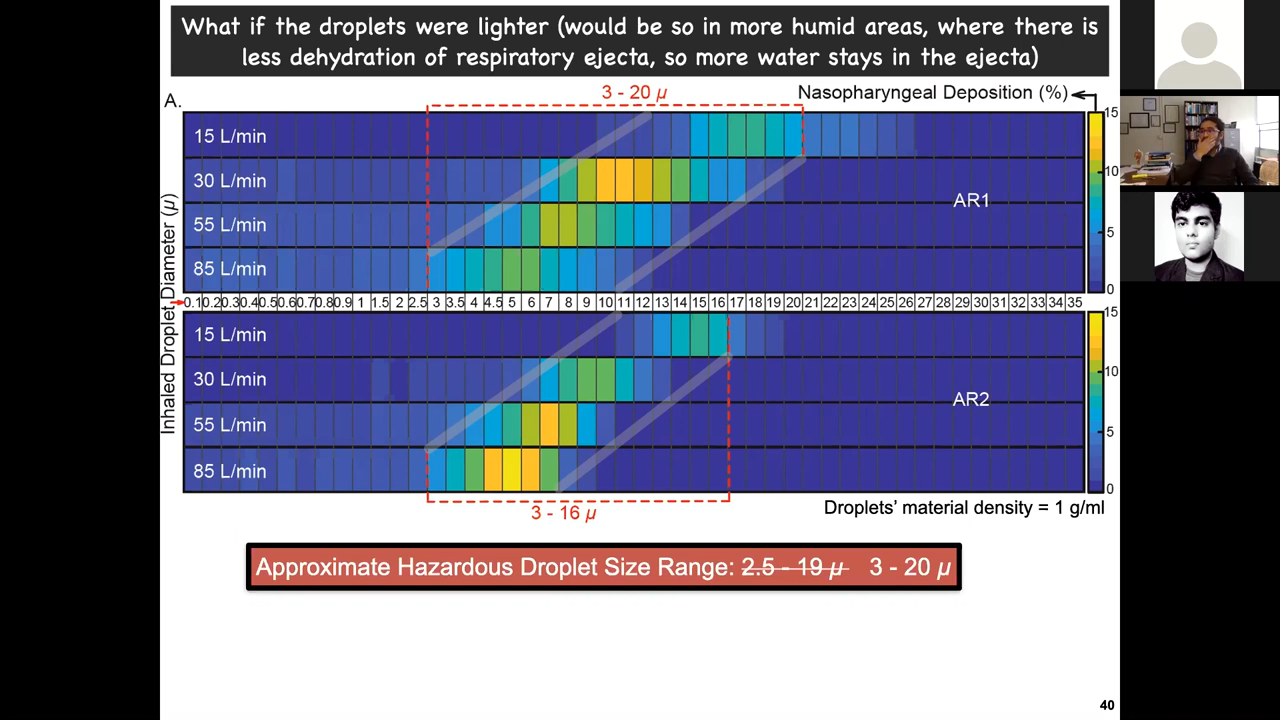 What if the droplets were lighter (would be so in more humid areas, where there is
less dehydration of respiratory ejecta, so more water stays in the ejecta)
A.
3 - 20 μ
Nasopharyngeal Deposition (%)
Inhaled Droplet Diameter (μ)
15 L/min
30 L/min
55 L/min
85 L/min
AR1
15
10
5
0
0.1 0.2 0.3 0.4 0.5 0.6 0.7 0.8 0.9 1 1.5 2 2.5 3 3.5 4 4.5 5 6 7 8 9 10 11 12 13 14 15 16 17 18 19 20 21 22 23 24 25 26 27 28 29 30 31 32 33 34 35
15 L/min
30 L/min
55 L/min
85 L/min
AR2
15
10
5
0
3 - 16 μ
Droplets' material density = 1 g/ml
Approximate Hazardous Droplet Size Range: 2.5 - 19 μ 3 - 20 μ
40